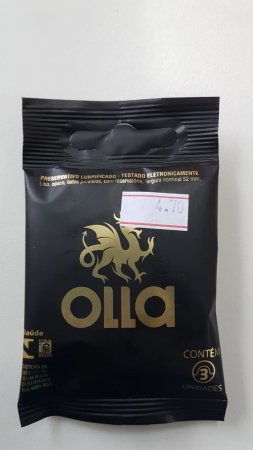 PRESERVATIVO LUBRIFICADO - TESTADO ELETRONICAMENTE
Liso, opaco, lados paralelos, com reservatório, largura nominal 52 mm.
4.70
OLLA
CONTÉM
3
UNIDADES